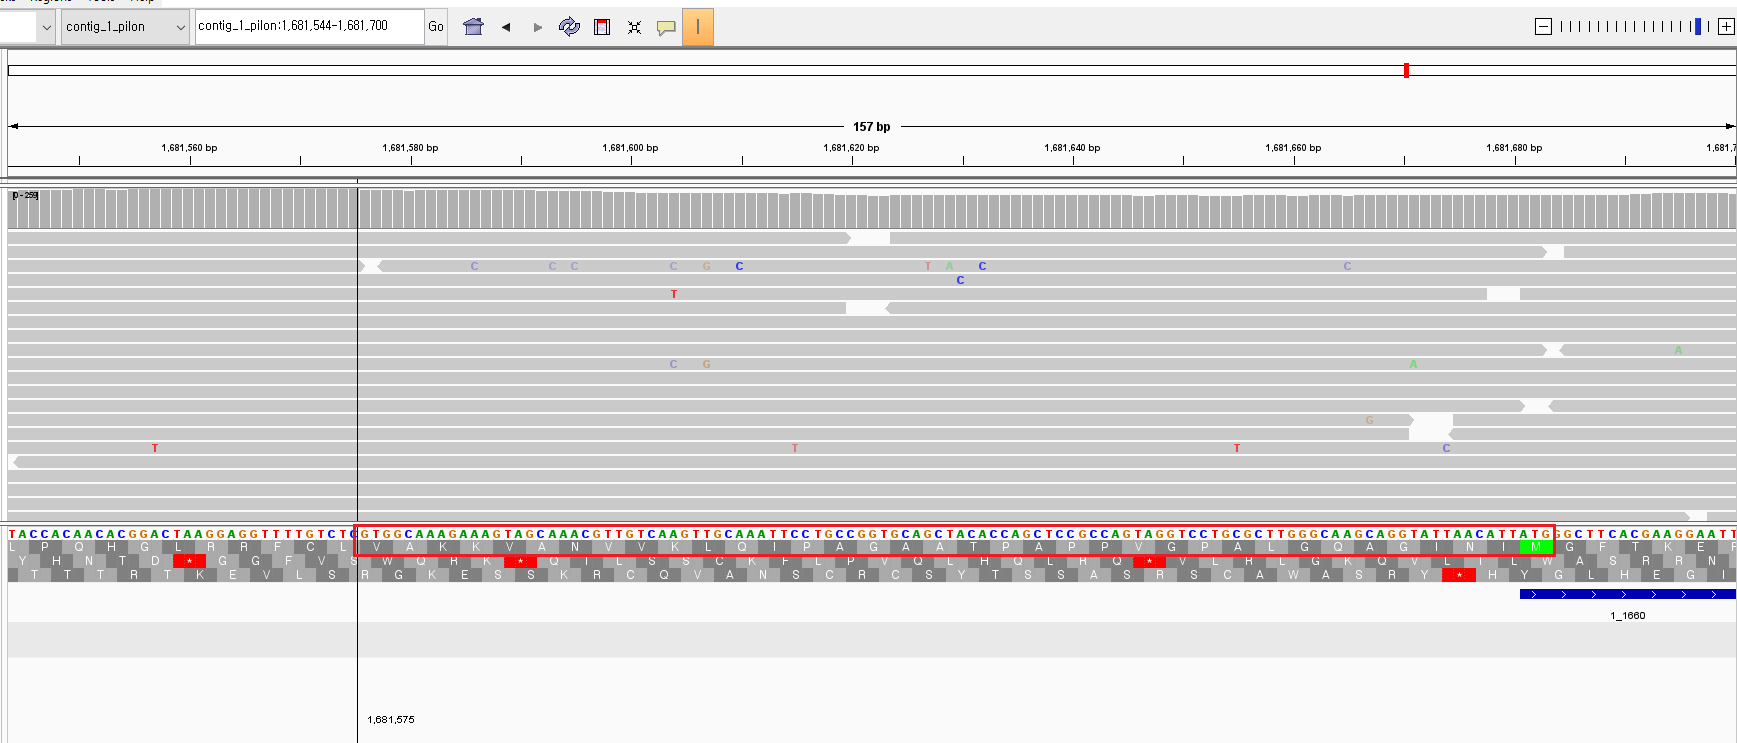 contig_1_pilon contig_1_pilon:1,681,544-1,681,700 Go
157 bp
1,681,560 bp 1,681,580 bp 1,681,600 bp 1,681,620 bp 1,681,640 bp 1,681,660 bp 1,681,680 bp 1,681,7
[0 - 259]
C C C C G C T A C C
C
T
A
C G A
G
T T T C
TACCACAACACGGACTAAGGAGGTTTTGTCTCGTGGCAAAGAAAGTAGCAAACGTTGTCAAGTTGCAAATTCCTGCCGGTGCAGCTACACCAGCTCCGCCAGTAGGTCCTGCGCTTGGGCAAGCAGGTATTAACATTATGGGCTTCACGAAGGAATT
L P Q H G L R R F C L V A K K V A N V V K L Q I P A G A A T P A P P V G P A L G Q A G I N I M G F T K E F
Y H N T D * G G F V S W Q R K * Q T L S S C K F L P V Q L H Q L R Q * V L R L G K Q V L T L W A S R R N
T T T R T K E V L S R G K E S S K R C Q V A N S C R C S Y T S S A S R S C A W A S R Y * H Y G L H E G I
1_1660
1,681,575